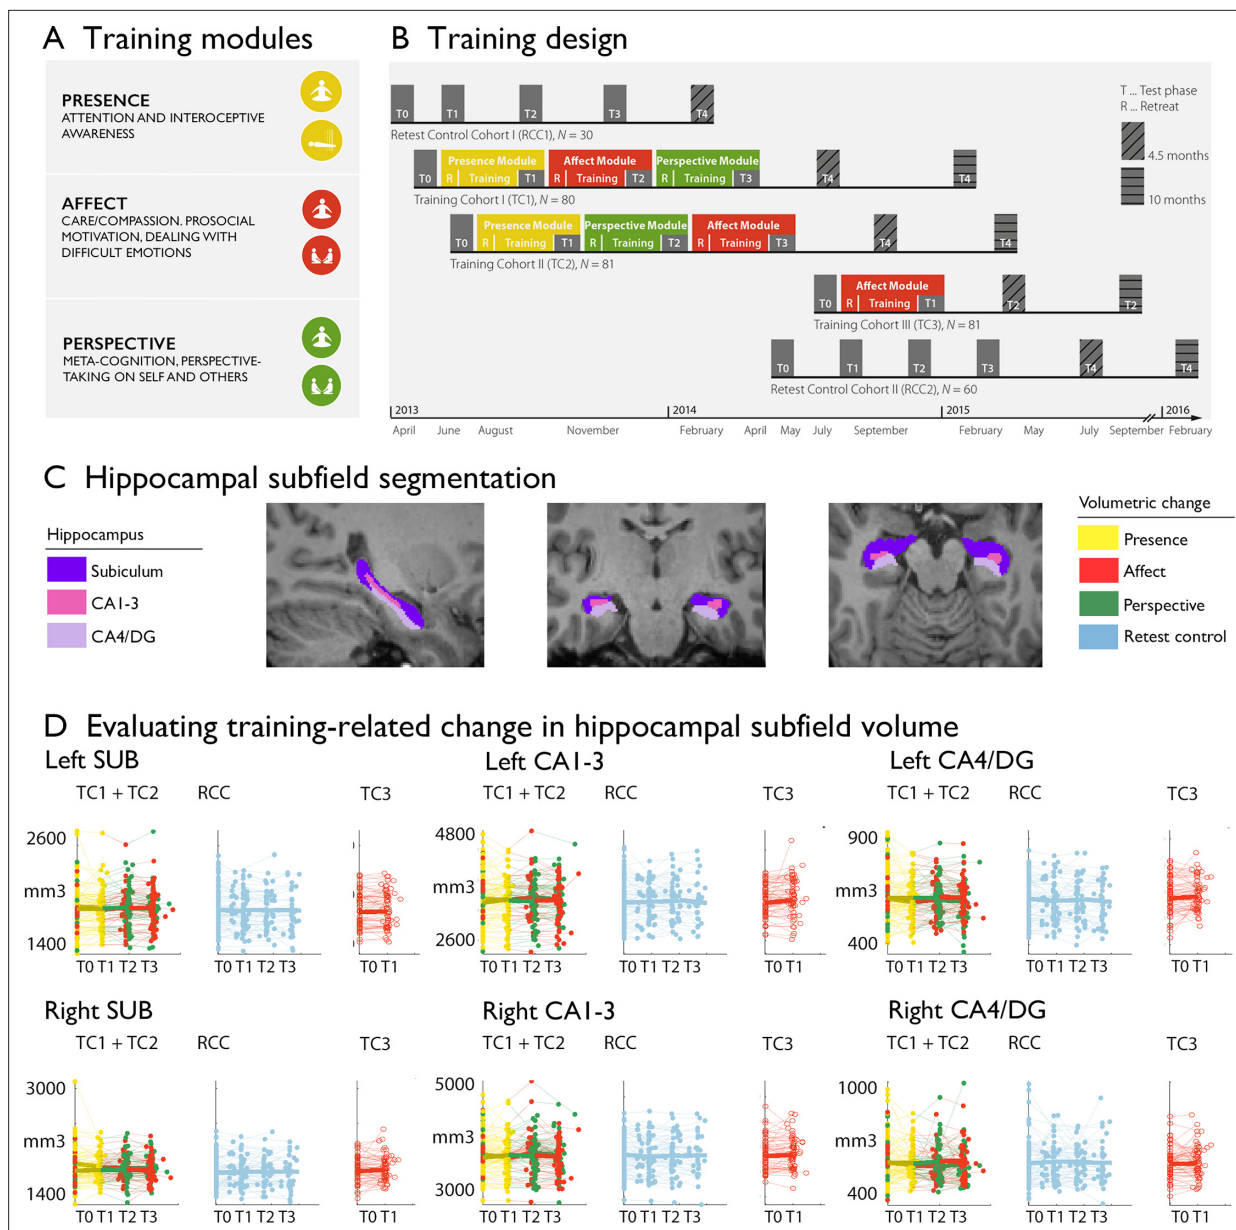 A Training modules
PRESENCE
ATTENTION AND INTEROCEPTIVE
AWARENESS
AFFECT
CARE/COMPASSION. PROSOCIAL
MOTIVATION, DEALING WITH
DIFFICULT EMOTIONS
PERSPECTIVE
META-COGNITION, PERSPECTIVE-
TAKING ON SELF AND OTHERS
B Training design
T ... Test phase
R ... Retreat
4.5 months
10 months
T0 T1 T2 T3 T4
Retest Control Cohort I (RCC1), N = 30
Presence Module Affect Module Perspective Module
T0 R Training T1 R Training T2 R Training T3 T4 T4
Training Cohort I (TC1), N = 80
Presence Module Perspective Module Affect Module
T0 R Training T1 R Training T2 R Training T3 T4 T4
Training Cohort II (TC2), N = 81
Affect Module
T0 R Training T1 T2 T2
Training Cohort III (TC3), N = 81
T0 T1 T2 T3 T4 T4
Retest Control Cohort II (RCC2), N = 60
2013 2014 2015 2016
April June August November February April May July September February May July September February
C Hippocampal subfield segmentation
Hippocampus
Subiculum
CA1-3
CA4/DG
Volumetric change
Presence
Affect
Perspective
Retest control
D Evaluating training-related change in hippocampal subfield volume
Left SUB
TC1 + TC2 RCC TC3
2600
mm3
1400
T0 T1 T2 T3 T0 T1 T2 T3 T0 T1
Left CA1-3
TC1 + TC2 RCC TC3
4800
mm3
2600
T0 T1 T2 T3 T0 T1 T2 T3 T0 T1
Left CA4/DG
TC1 + TC2 RCC TC3
900
mm3
400
T0 T1 T2 T3 T0 T1 T2 T3 T0 T1
Right SUB
TC1 + TC2 RCC TC3
3000
mm3
1400
T0 T1 T2 T3 T0 T1 T2 T3 T0 T1
Right CA1-3
TC1 + TC2 RCC TC3
5000
mm3
3000
T0 T1 T2 T3 T0 T1 T2 T3 T0 T1
Right CA4/DG
TC1 + TC2 RCC TC3
1000
mm3
400
T0 T1 T2 T3 T0 T1 T2 T3 T0 T1